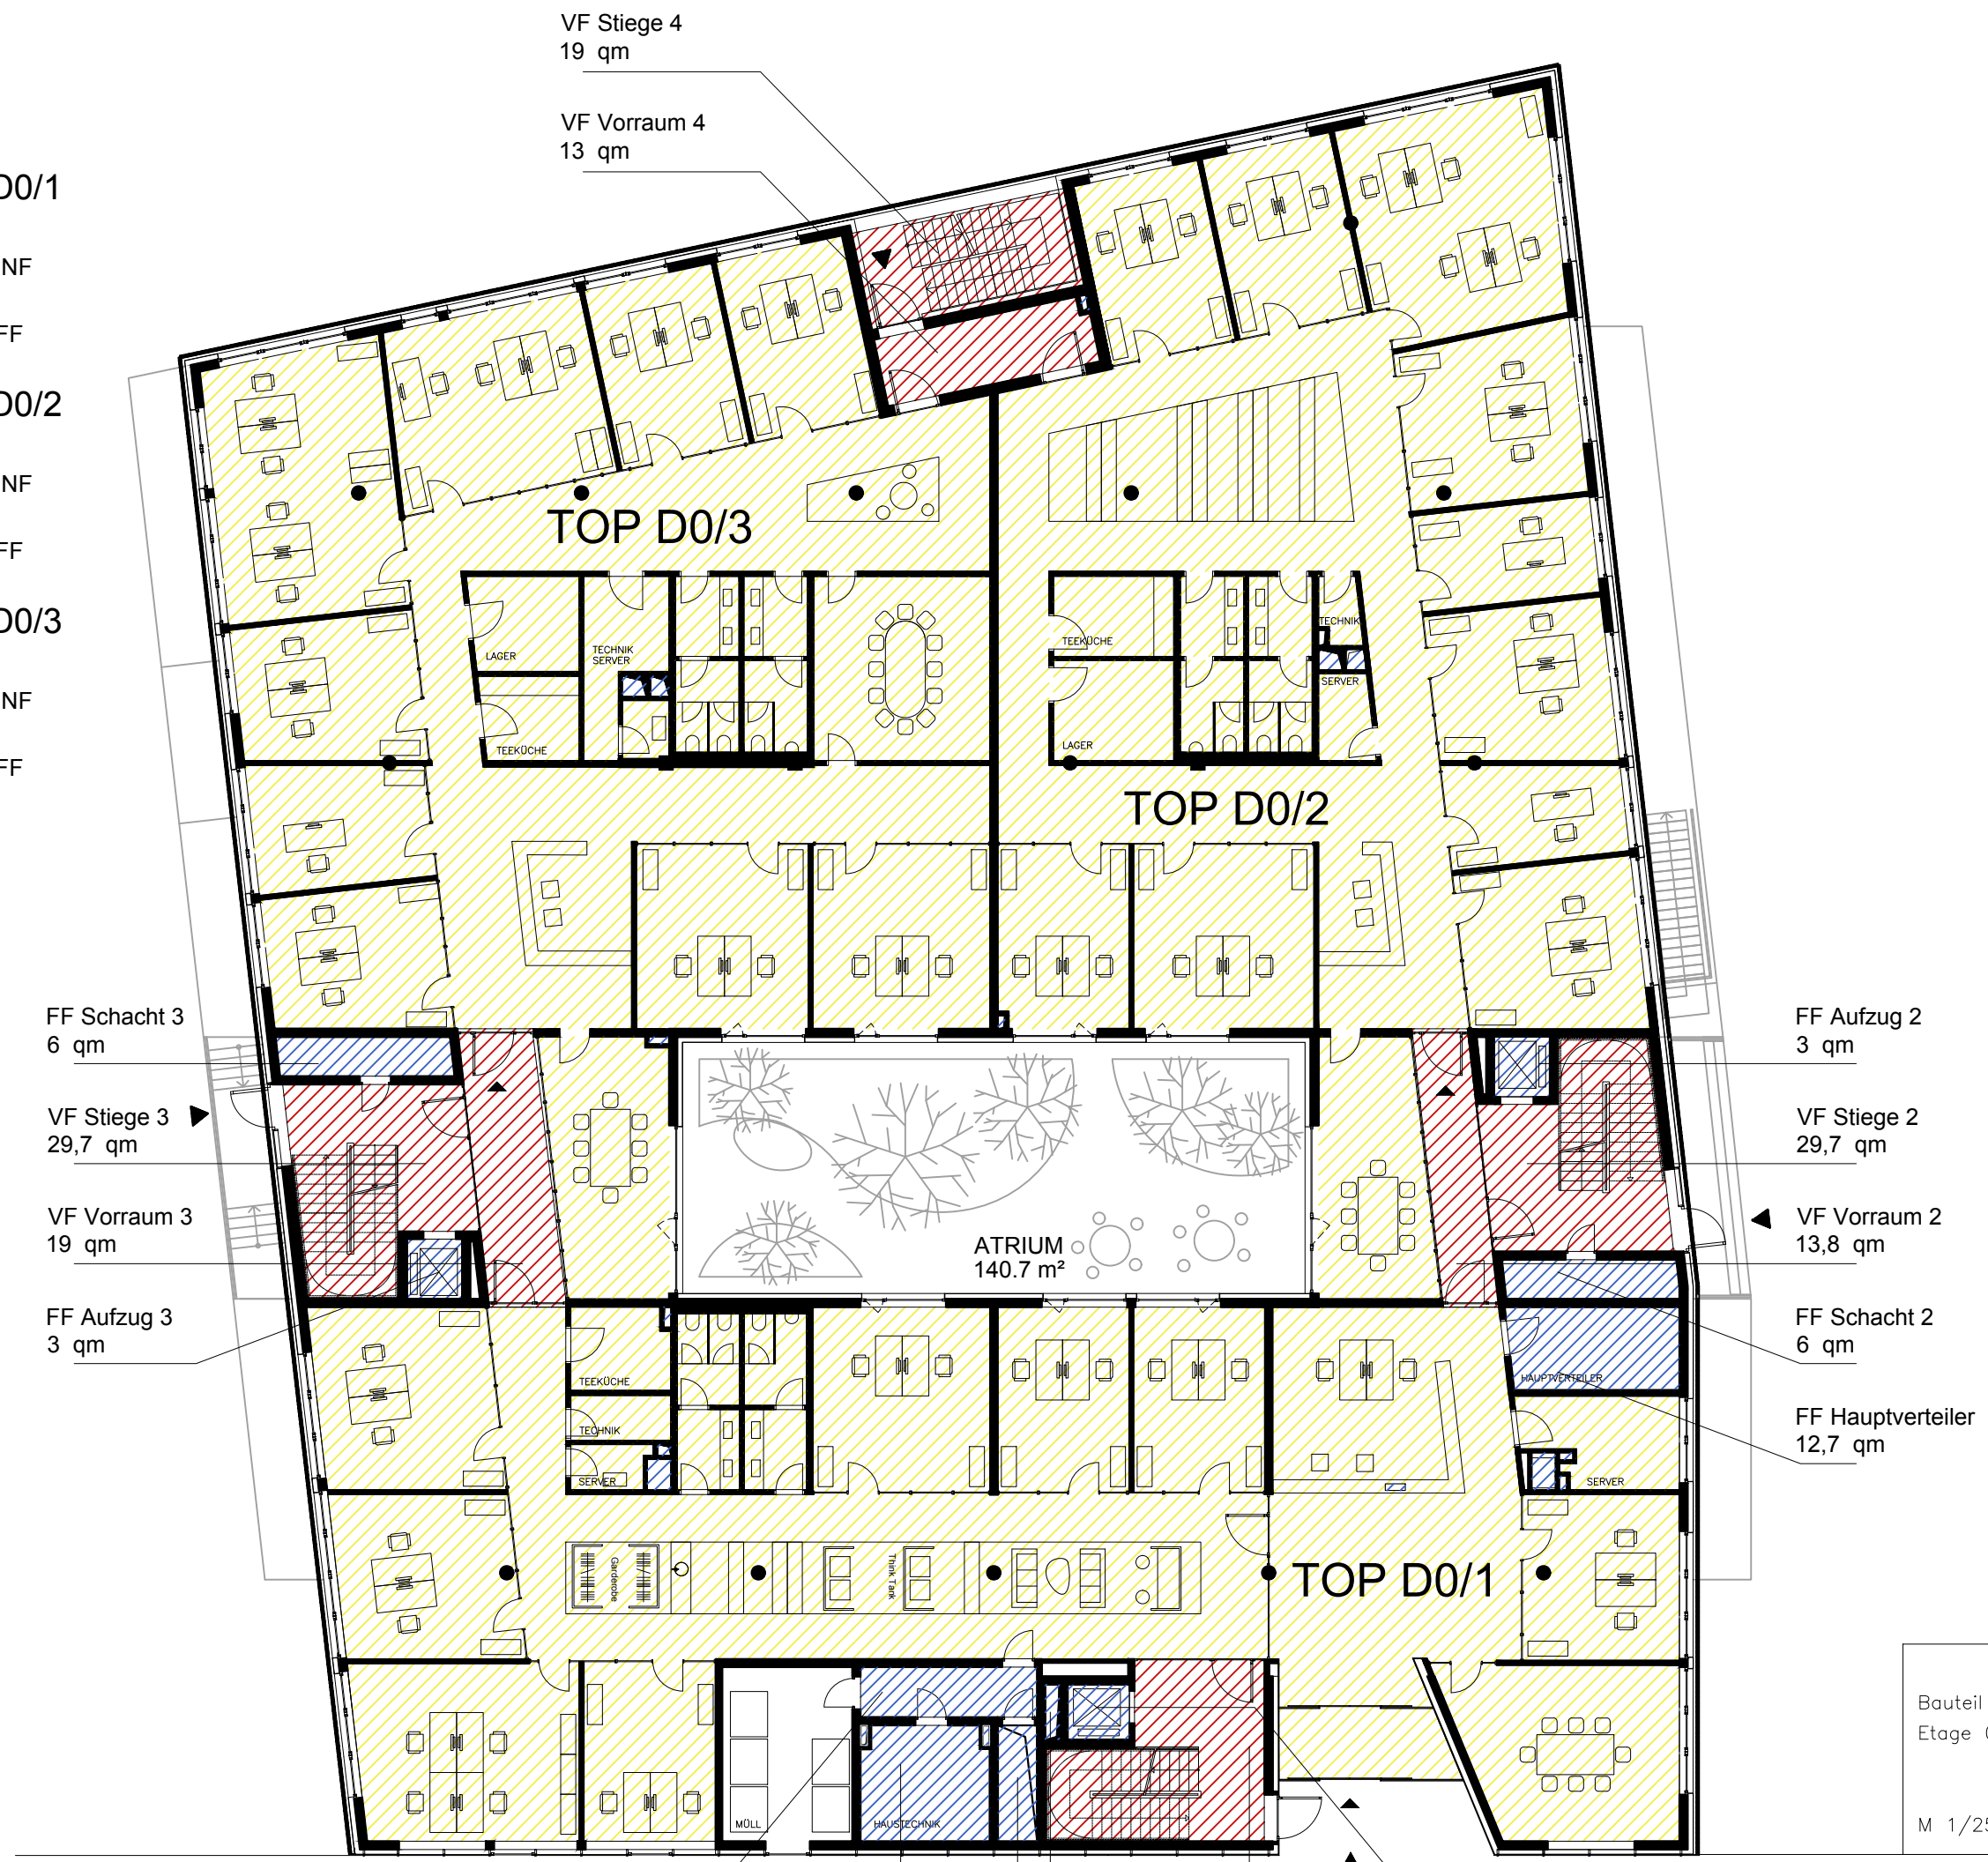 VF Stiege 4
19 qm
VF Vorraum 4
13 qm
D0/1
NF
FF
D0/2
NF
FF
D0/3
NF
FF
TOP D0/3
LAGER
TECHNIK
SERVER
TEEKÜCHE
TEEKÜCHE
TECHNIK
SERVER
LAGER
TOP D0/2
FF Schacht 3
6 qm
VF Stiege 3
29,7 qm
VF Vorraum 3
19 qm
FF Aufzug 3
3 qm
ATRIUM
140.7 m²
FF Aufzug 2
3 qm
VF Stiege 2
29,7 qm
VF Vorraum 2
13,8 qm
FF Schacht 2
6 qm
FF Hauptverteiler
12,7 qm
TEEKÜCHE
TECHNIK
SERVER
HAUPTVERTEILER
SERVER
Garderobe
Think Tank
TOP D0/1
MÜLL
HAUSTECHNIK
Bauteil
Etage
M 1/25